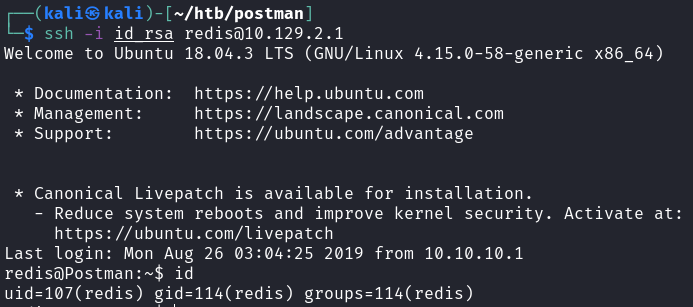 (kali㉿kali)-[~/htb/postman]
$ ssh -i id_rsa redis@10.129.2.1
Welcome to Ubuntu 18.04.3 LTS (GNU/Linux 4.15.0-58-generic x86_64)
* Documentation:  https://help.ubuntu.com
* Management:     https://landscape.canonical.com
* Support:        https://ubuntu.com/advantage
* Canonical Livepatch is available for installation.
- Reduce system reboots and improve kernel security. Activate at:
https://ubuntu.com/livepatch
Last login: Mon Aug 26 03:04:25 2019 from 10.10.10.1
redis@Postman:~$ id
uid=107(redis) gid=114(redis) groups=114(redis)